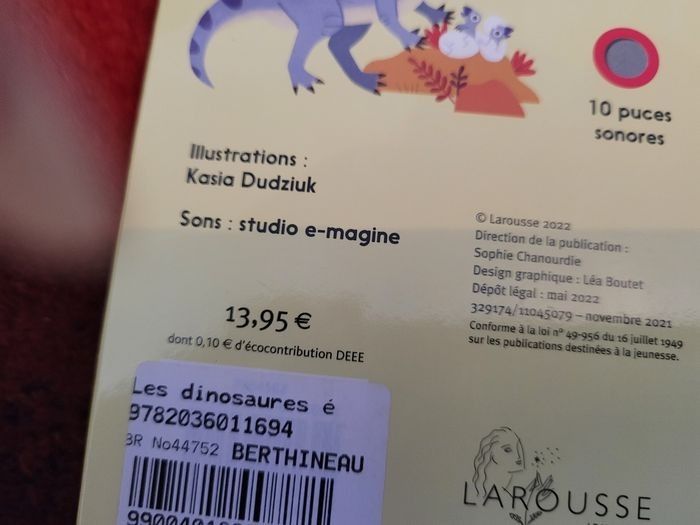 10 puces
sonores
Illustrations :
Kasia Dudziuk
Sons : studio e-magine
© Larousse 2022
Direction de la publication :
Sophie Chanourdie
Design graphique : Léa Boutet
Dépôt légal : mai 2022
329174/11045079 – novembre 2021
Conforme à la loi n° 49-956 du 16 juillet 1949
sur les publications destinées à la jeunesse.
13,95 €
dont 0,10 € d'écocontribution DEEE
Les dinosaures é
9782036011694
BR No44752 BERTHINEAU
LAROUSSE